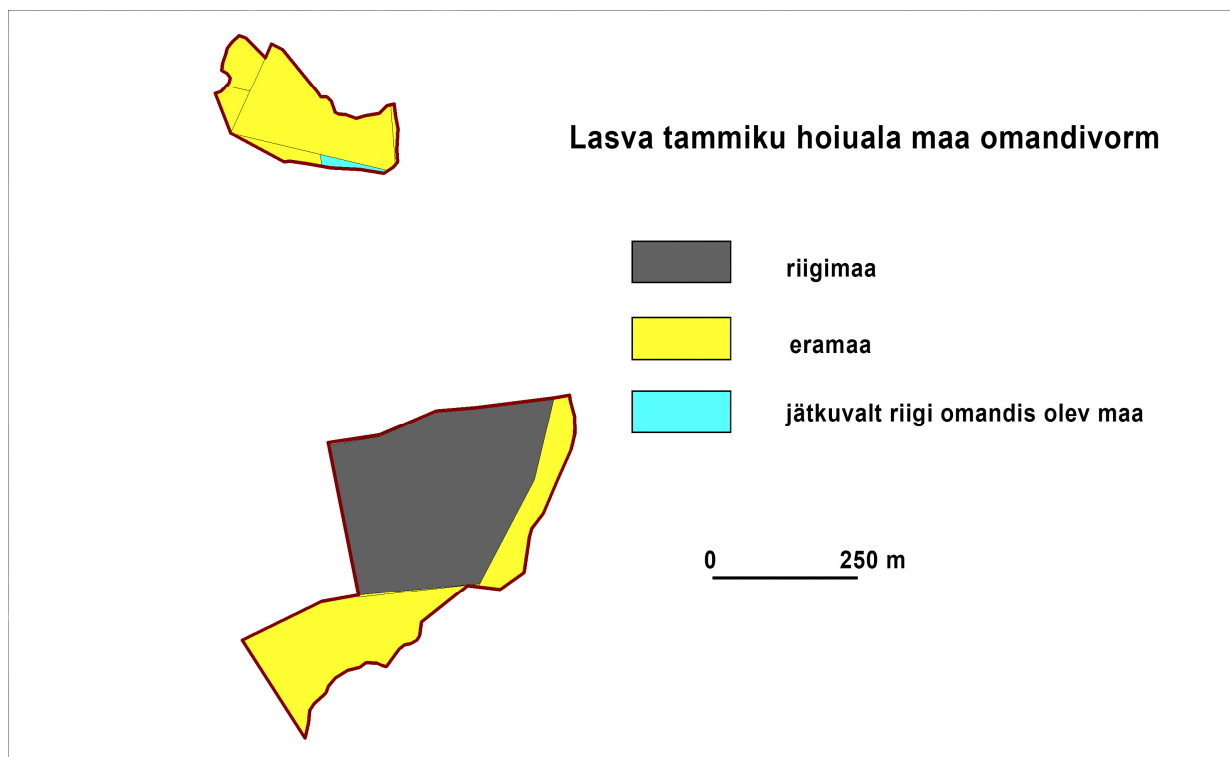 Lasva tammiku hoiuala maa omandivorm
riigimaa
eramaa
jätkuvalt riigi omandis olev maa
0 250 m